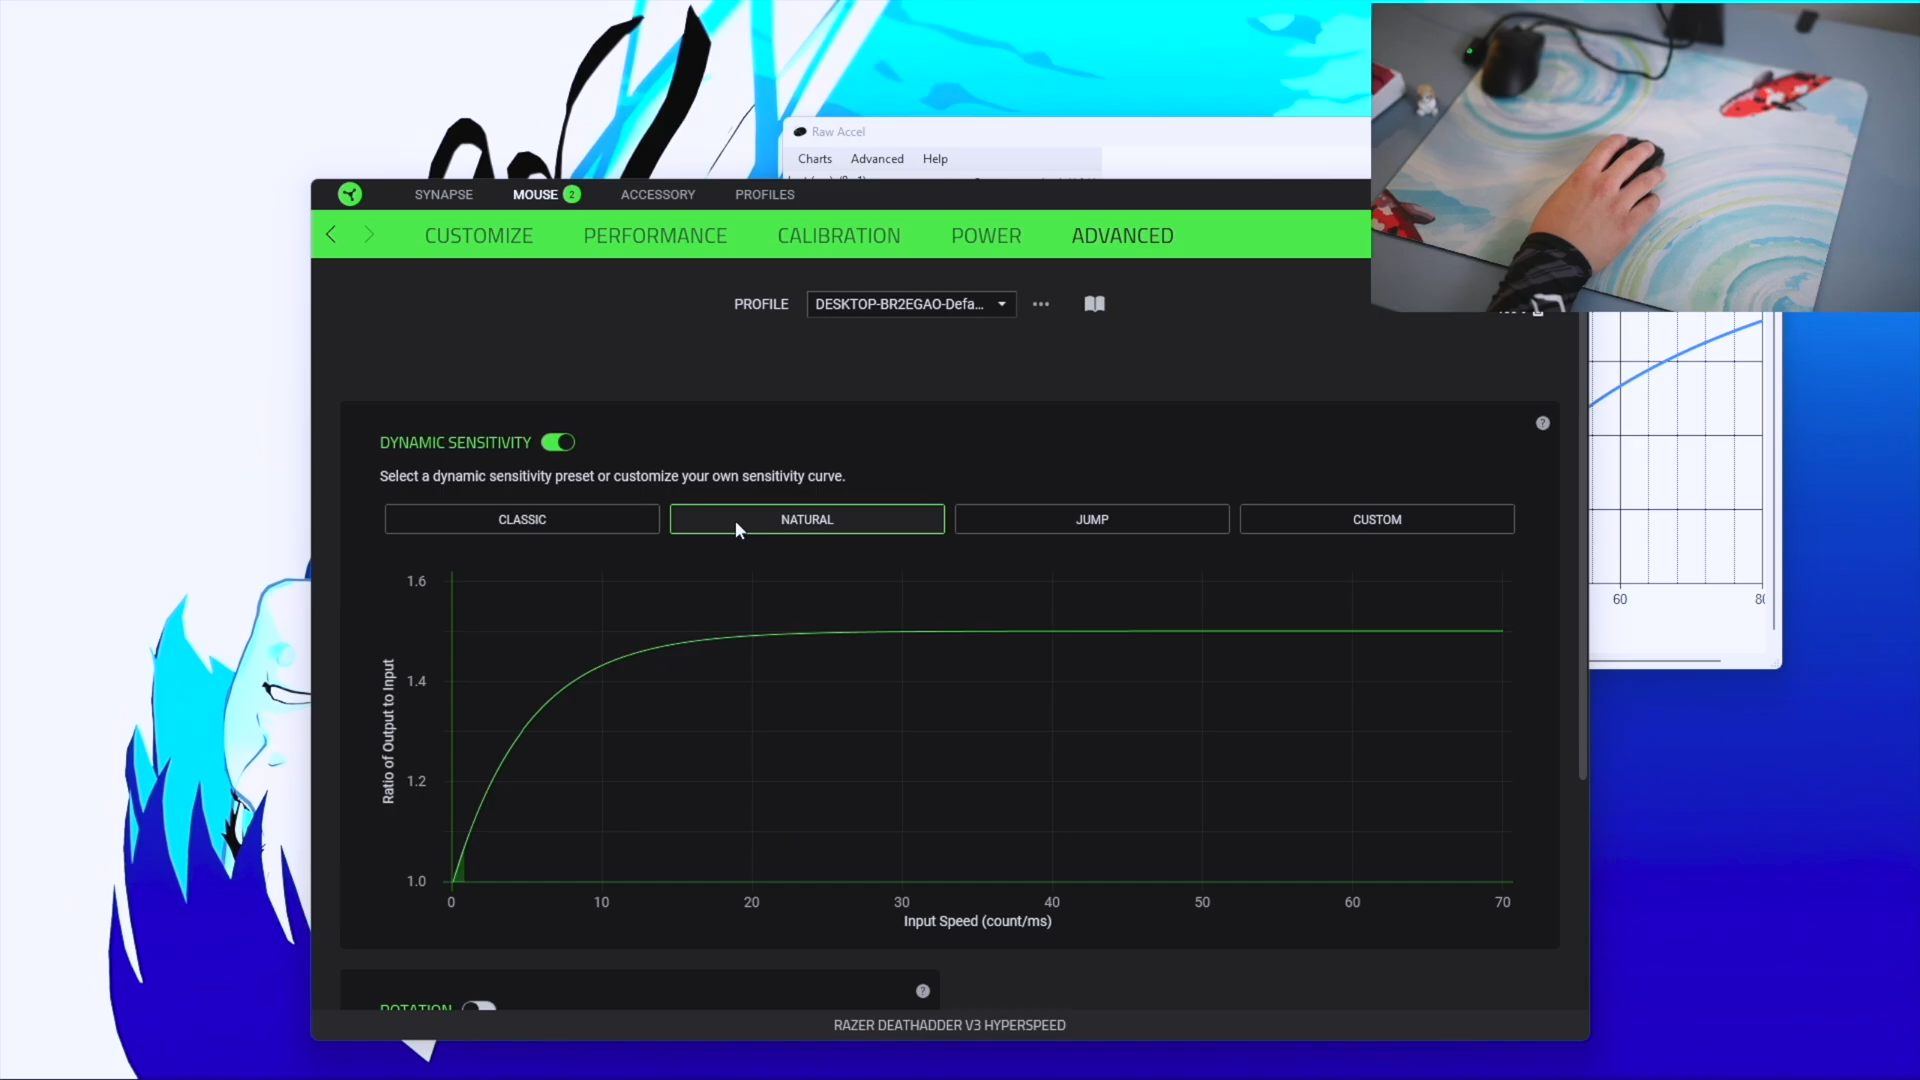 Raw Accel
Charts Advanced Help
SYNAPSE MOUSE 2 ACCESSORY PROFILES
CUSTOMIZE PERFORMANCE CALIBRATION POWER ADVANCED
PROFILE DESKTOP-BR2EGAO-Defa...
DYNAMIC SENSITIVITY
?
Select a dynamic sensitivity preset or customize your own sensitivity curve.
CLASSIC NATURAL JUMP CUSTOM
1.6
1.4
1.2
1.0
Ratio of Output to Input
0 10 20 30 40 50 60 70
Input Speed (count/ms)
60 80
?
ROTATION
RAZER DEATHADDER V3 HYPERSPEED